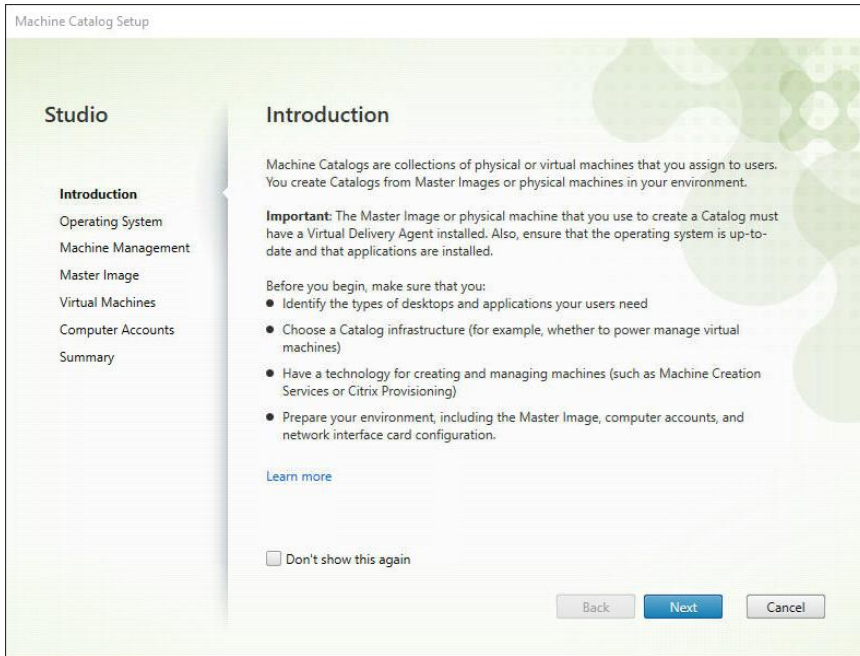 Machine Catalog Setup
Studio
Introduction
Operating System
Machine Management
Master Image
Virtual Machines
Computer Accounts
Summary
Introduction
Machine Catalogs are collections of physical or virtual machines that you assign to users.
You create Catalogs from Master Images or physical machines in your environment.
Important: The Master Image or physical machine that you use to create a Catalog must
have a Virtual Delivery Agent installed. Also, ensure that the operating system is up-to-
date and that applications are installed.
Before you begin, make sure that you:
● Identify the types of desktops and applications your users need
● Choose a Catalog infrastructure (for example, whether to power manage virtual
machines)
● Have a technology for creating and managing machines (such as Machine Creation
Services or Citrix Provisioning)
● Prepare your environment, including the Master Image, computer accounts, and
network interface card configuration.
Learn more
Don't show this again
Back Next Cancel